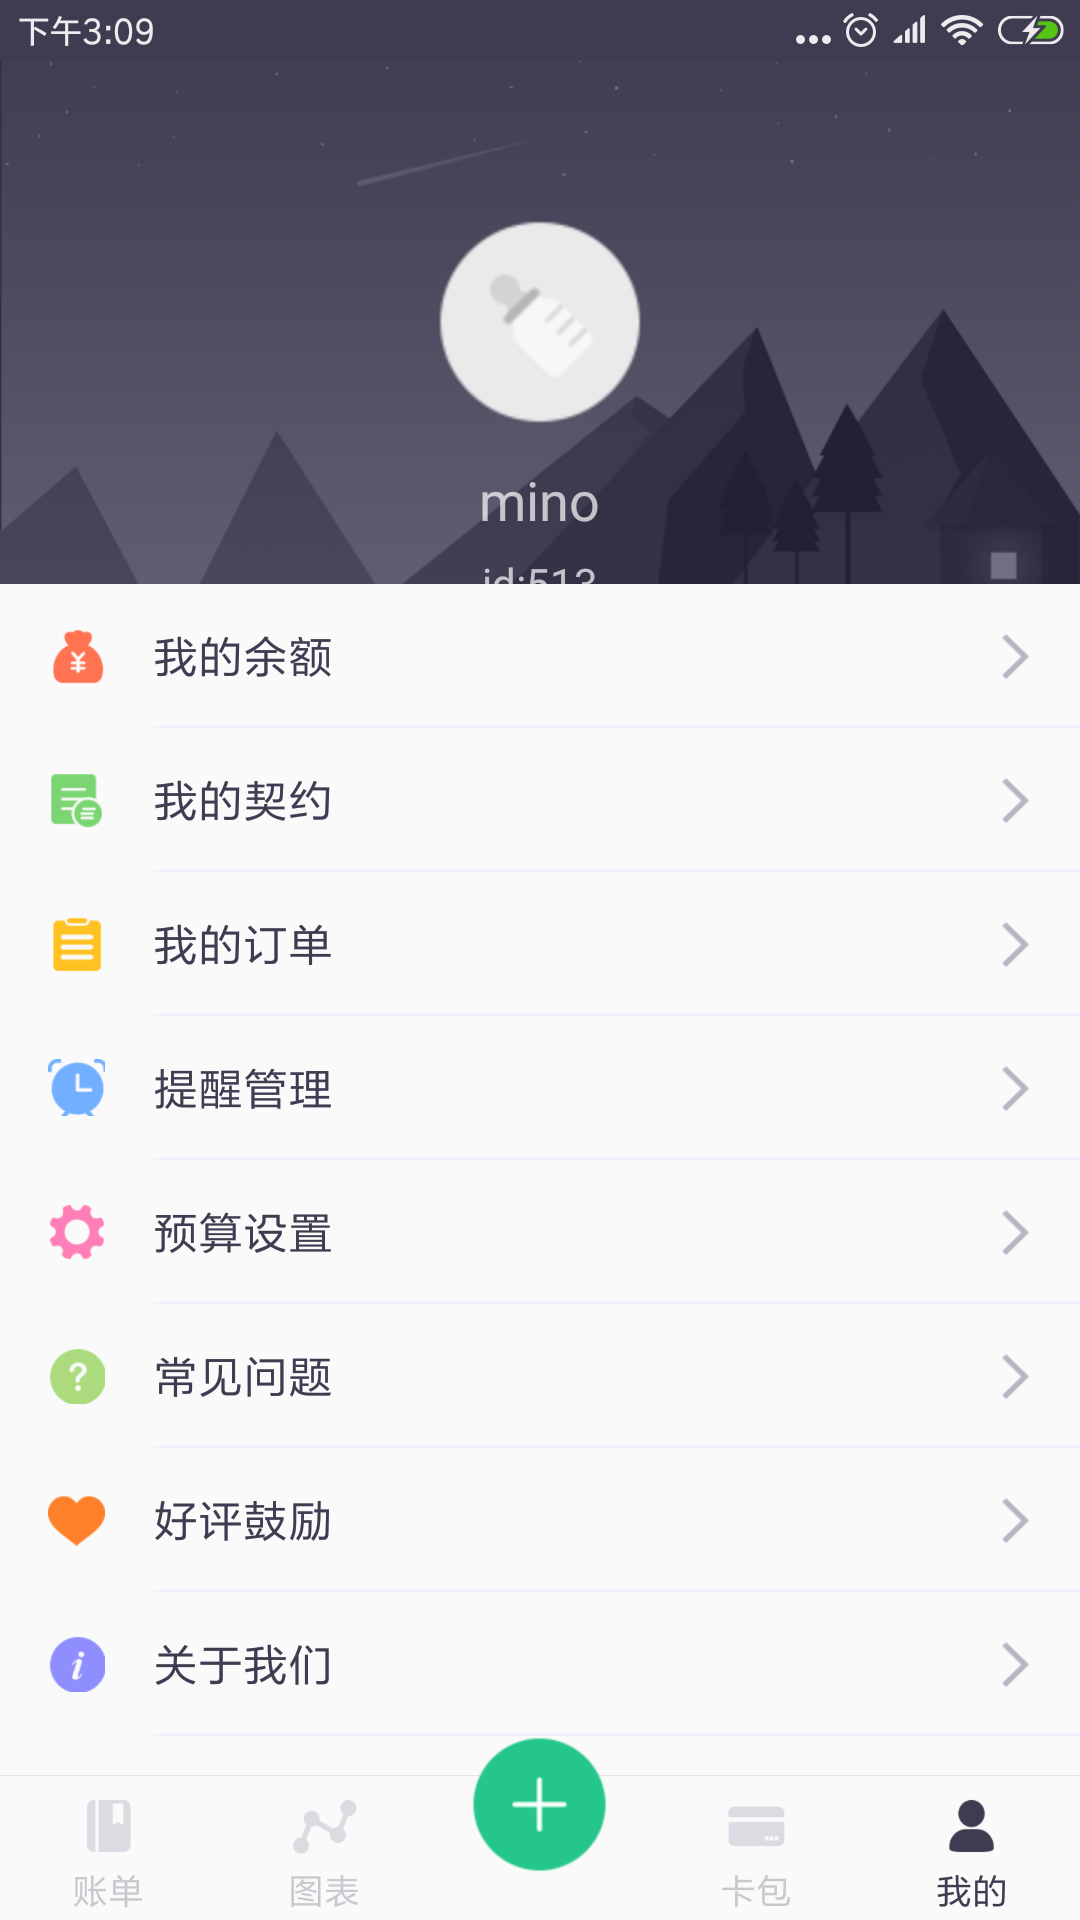 下午3:09
mino
id:513
我的余额
我的契约
我的订单
提醒管理
预算设置
常见问题
好评鼓励
关于我们
账单
图表
卡包
我的